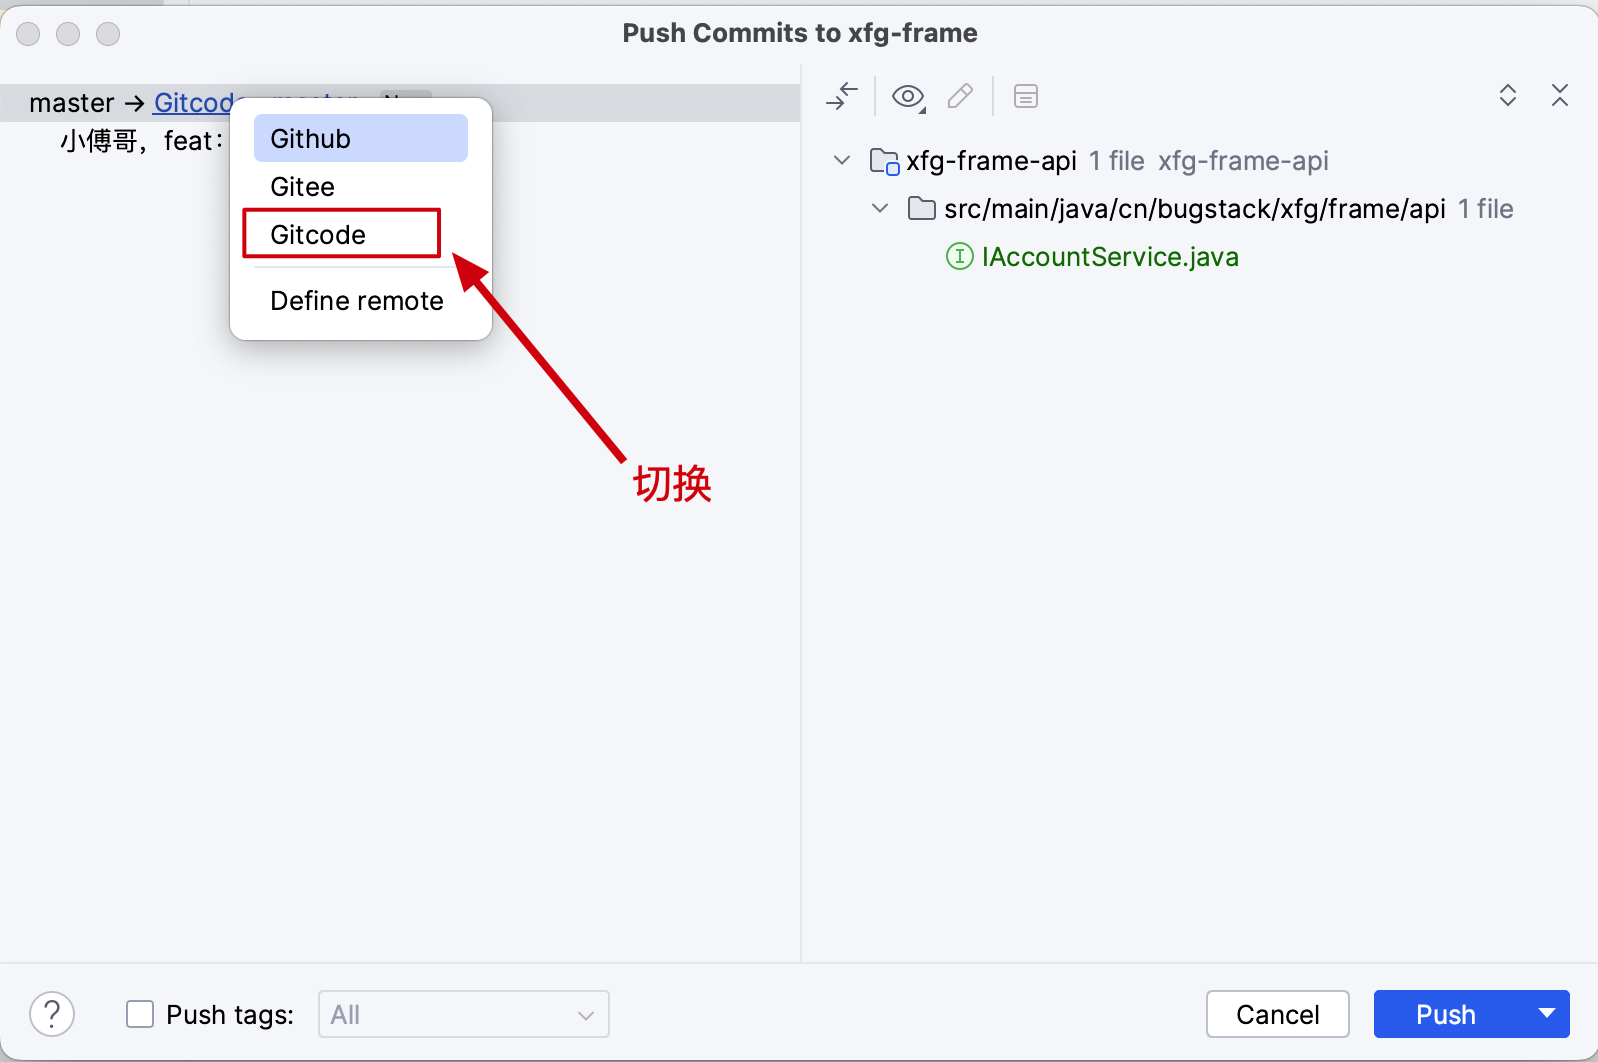 Push Commits to xfg-frame
master → Gitcode
小傅哥，feat:
Github
Gitee
Gitcode
Define remote
切换
xfg-frame-api 1 file xfg-frame-api
src/main/java/cn/bugstack/xfg/frame/api 1 file
IAccountService.java
? Push tags: All
Cancel
Push